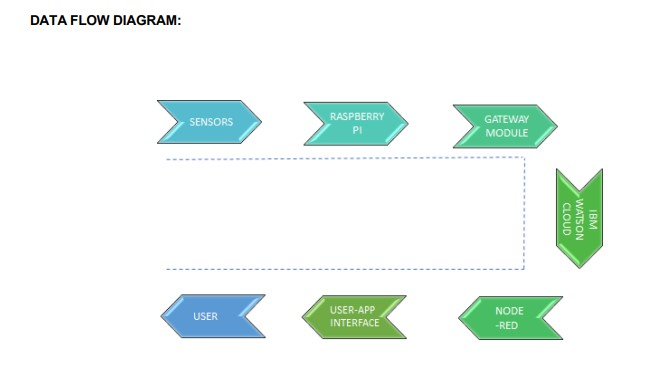 DATA FLOW DIAGRAM:
SENSORS
RASPBERRY
PI
GATEWAY
MODULE
IBM
WATSON
CLOUD
NODE
-RED
USER-APP
INTERFACE
USER